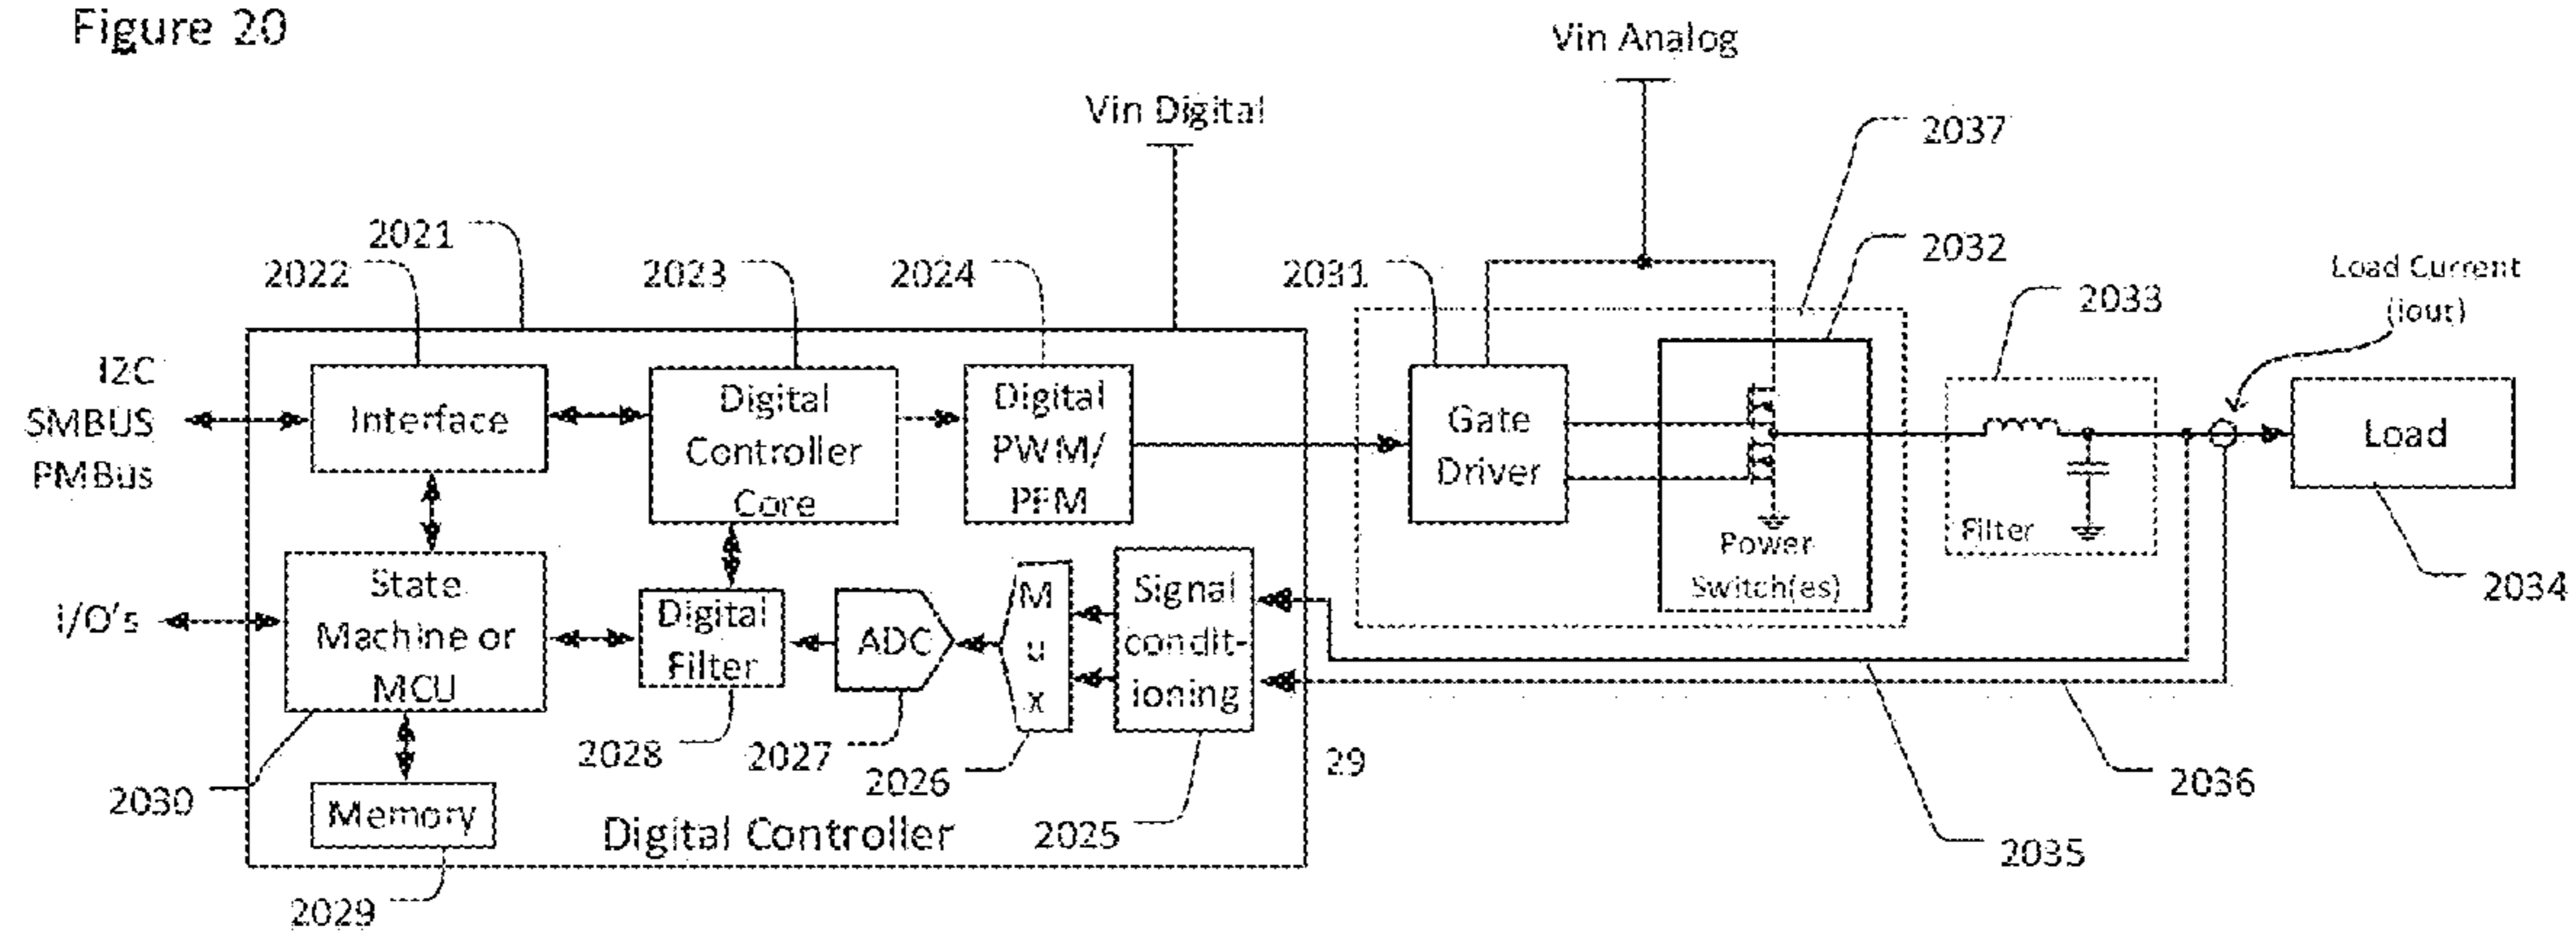 Figure 20
Vin Analog
Vin Digital
2037
2021
2022
2023
2024
2031
2032
2033
Load Current
(iout)
I2C
SMBUS
PMBus
Interface
Digital
Controller
Core
Digital
PWM/
PFM
Gate
Driver
Power
Switch(es)
Filter
Load
2034
I/O's
State
Machine or
MCU
Digital
Filter
ADC
M
u
x
Signal
condit-
ioning
2030
2028
2027
2026
29
2036
Memory
Digital Controller
2025
2035
2029